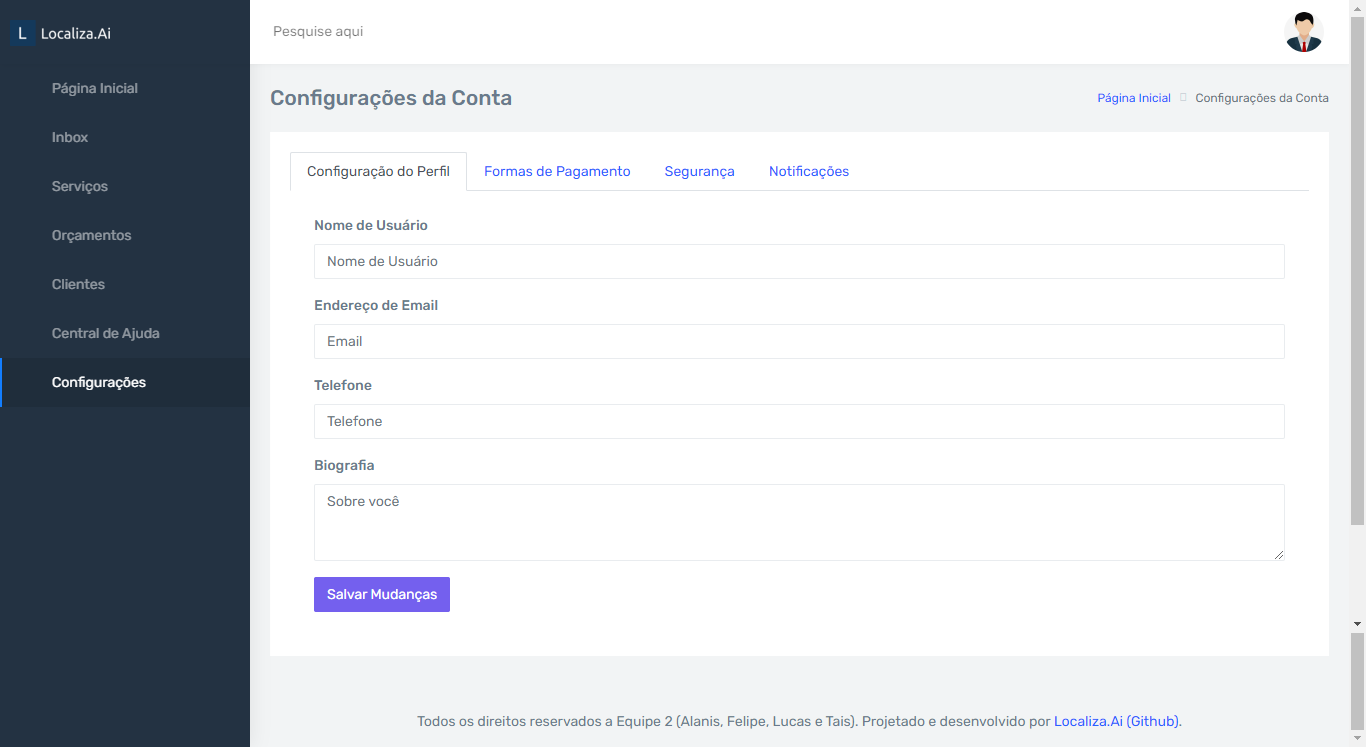 L Localiza.Ai
Pesquise aqui
Página Inicial
Inbox
Serviços
Orçamentos
Clientes
Central de Ajuda
Configurações
Configurações da Conta
Página Inicial Configurações da Conta
Configuração do Perfil Formas de Pagamento Segurança Notificações
Nome de Usuário
Nome de Usuário
Endereço de Email
Email
Telefone
Telefone
Biografia
Sobre você
Salvar Mudanças
Todos os direitos reservados a Equipe 2 (Alanis, Felipe, Lucas e Tais). Projetado e desenvolvido por Localiza.Ai (Github).